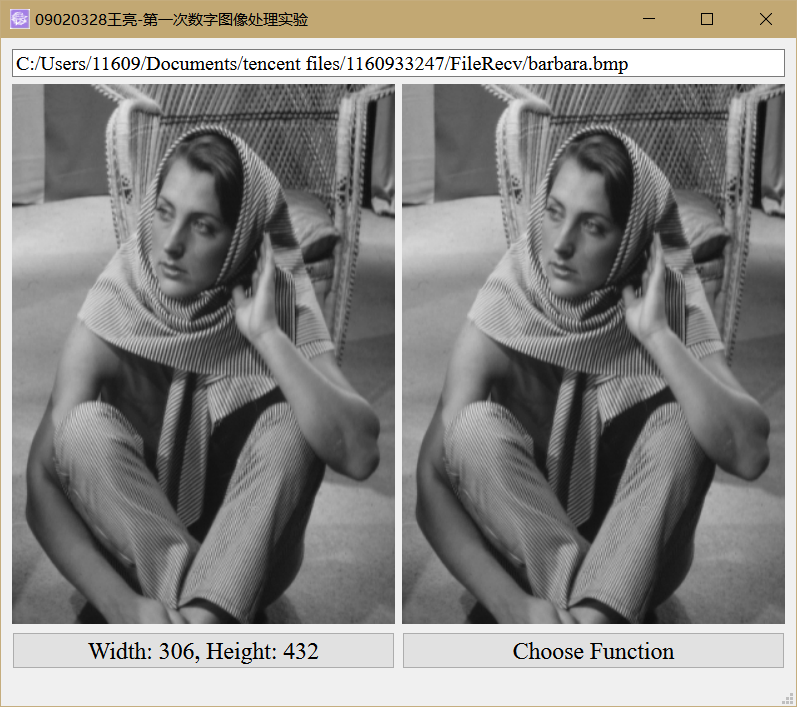 09020328王亮-第一次数字图像处理实验
C:/Users/11609/Documents/tencent files/1160933247/FileRecv/barbara.bmp
Width: 306, Height: 432
Choose Function